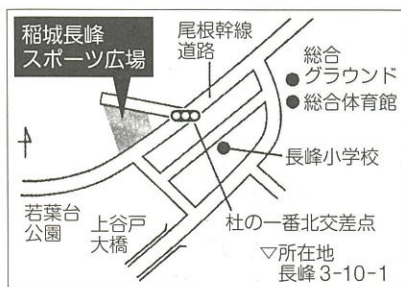 稲城長峰
スポーツ広場
尾根幹線
道路
総合
グラウンド
総合体育館
長峰小学校
若葉台
公園
上谷戸
大橋
杜の一番北交差点
▽所在地
長峰3-10-1